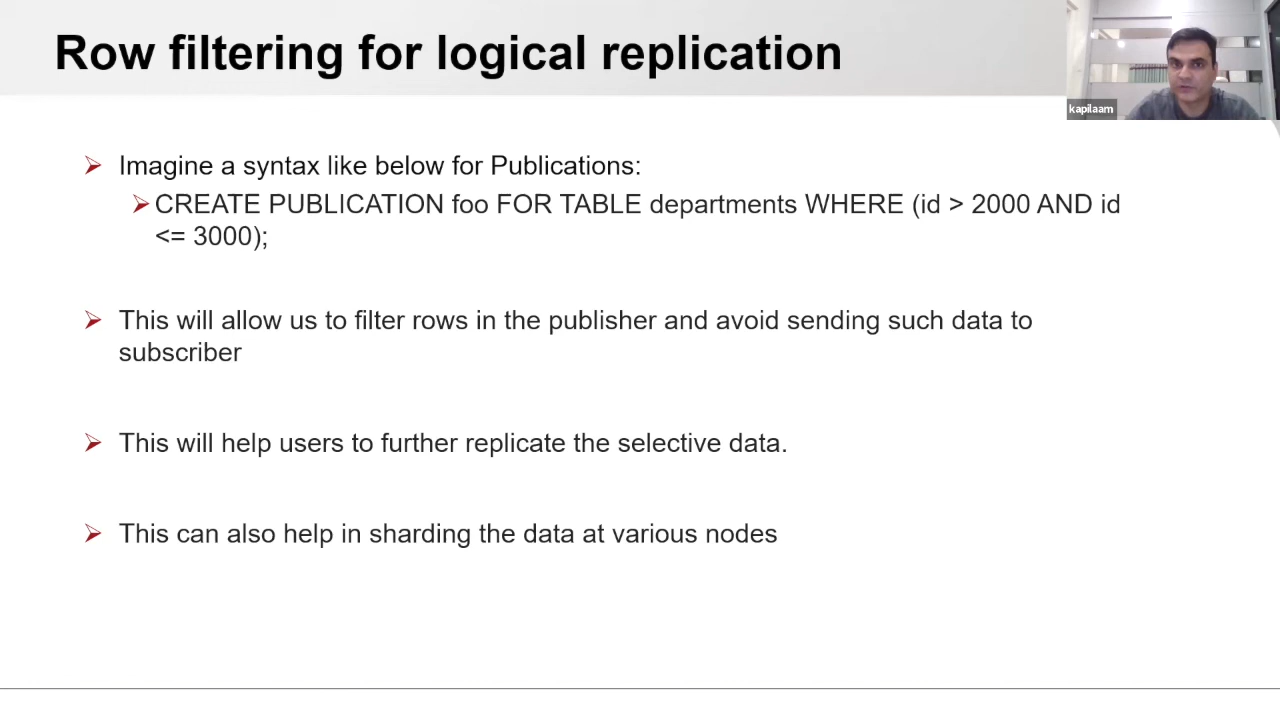 Row filtering for logical replication
kapilaam
Imagine a syntax like below for Publications:
CREATE PUBLICATION foo FOR TABLE departments WHERE (id > 2000 AND id
<= 3000);
This will allow us to filter rows in the publisher and avoid sending such data to
subscriber
This will help users to further replicate the selective data.
This can also help in sharding the data at various nodes